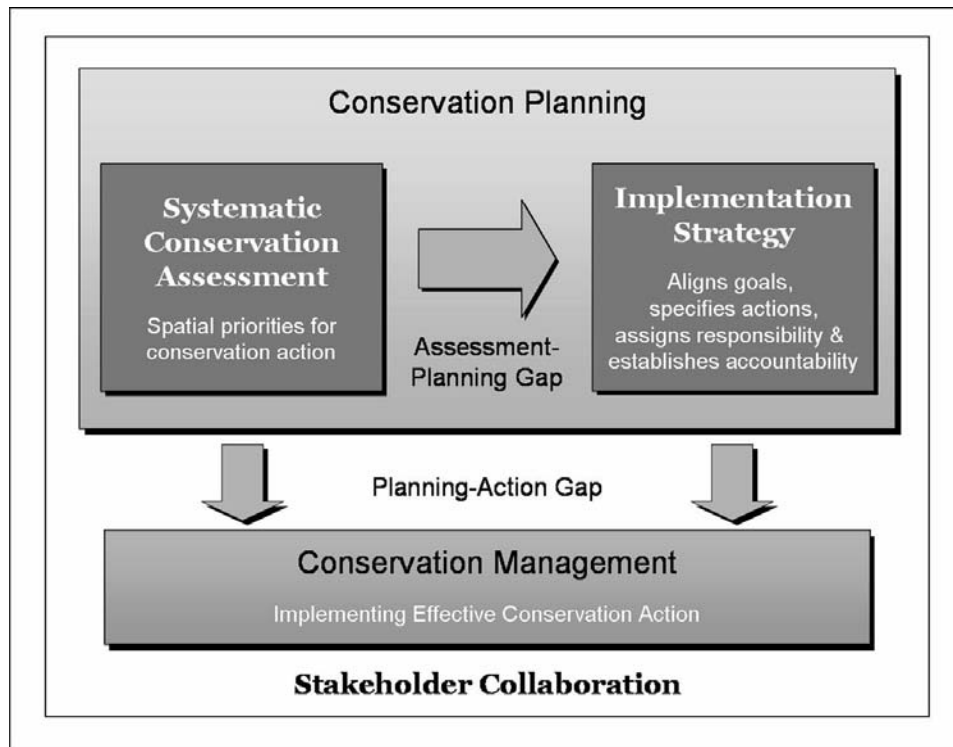 Conservation Planning
Systematic
Conservation
Assessment
Spatial priorities for
conservation action
Assessment-
Planning Gap
Implementation
Strategy
Aligns goals,
specifies actions,
assigns responsibility &
establishes accountability
Planning-Action Gap
Conservation Management
Implementing Effective Conservation Action
Stakeholder Collaboration